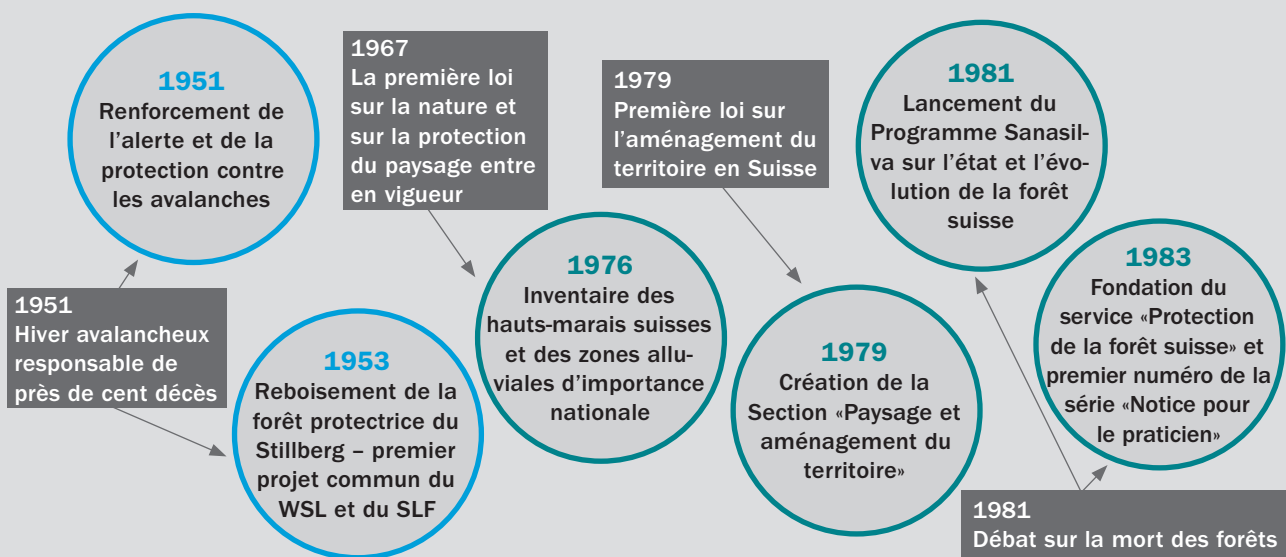 1951
Renforcement de
l'alerte et de la
protection contre
les avalanches
1951
Hiver avalancheux
responsable de
près de cent décès
1953
Reboisement de la
forêt protectrice du
Stillberg – premier
projet commun du
WSL et du SLF
1967
La première loi
sur la nature et
sur la protection
du paysage entre
en vigueur
1976
Inventaire des
hauts-marais suisses
et des zones allu-
viales d'importance
nationale
1979
Première loi sur
l'aménagement du
territoire en Suisse
1979
Création de la
Section «Paysage et
aménagement du
territoire»
1981
Lancement du
Programme Sanasil-
va sur l'état et l'évo-
lution de la forêt
suisse
1983
Fondation du
service «Protection
de la forêt suisse» et
premier numéro de la
série «Notice pour
le praticien»
1981
Débat sur la mort des forêts